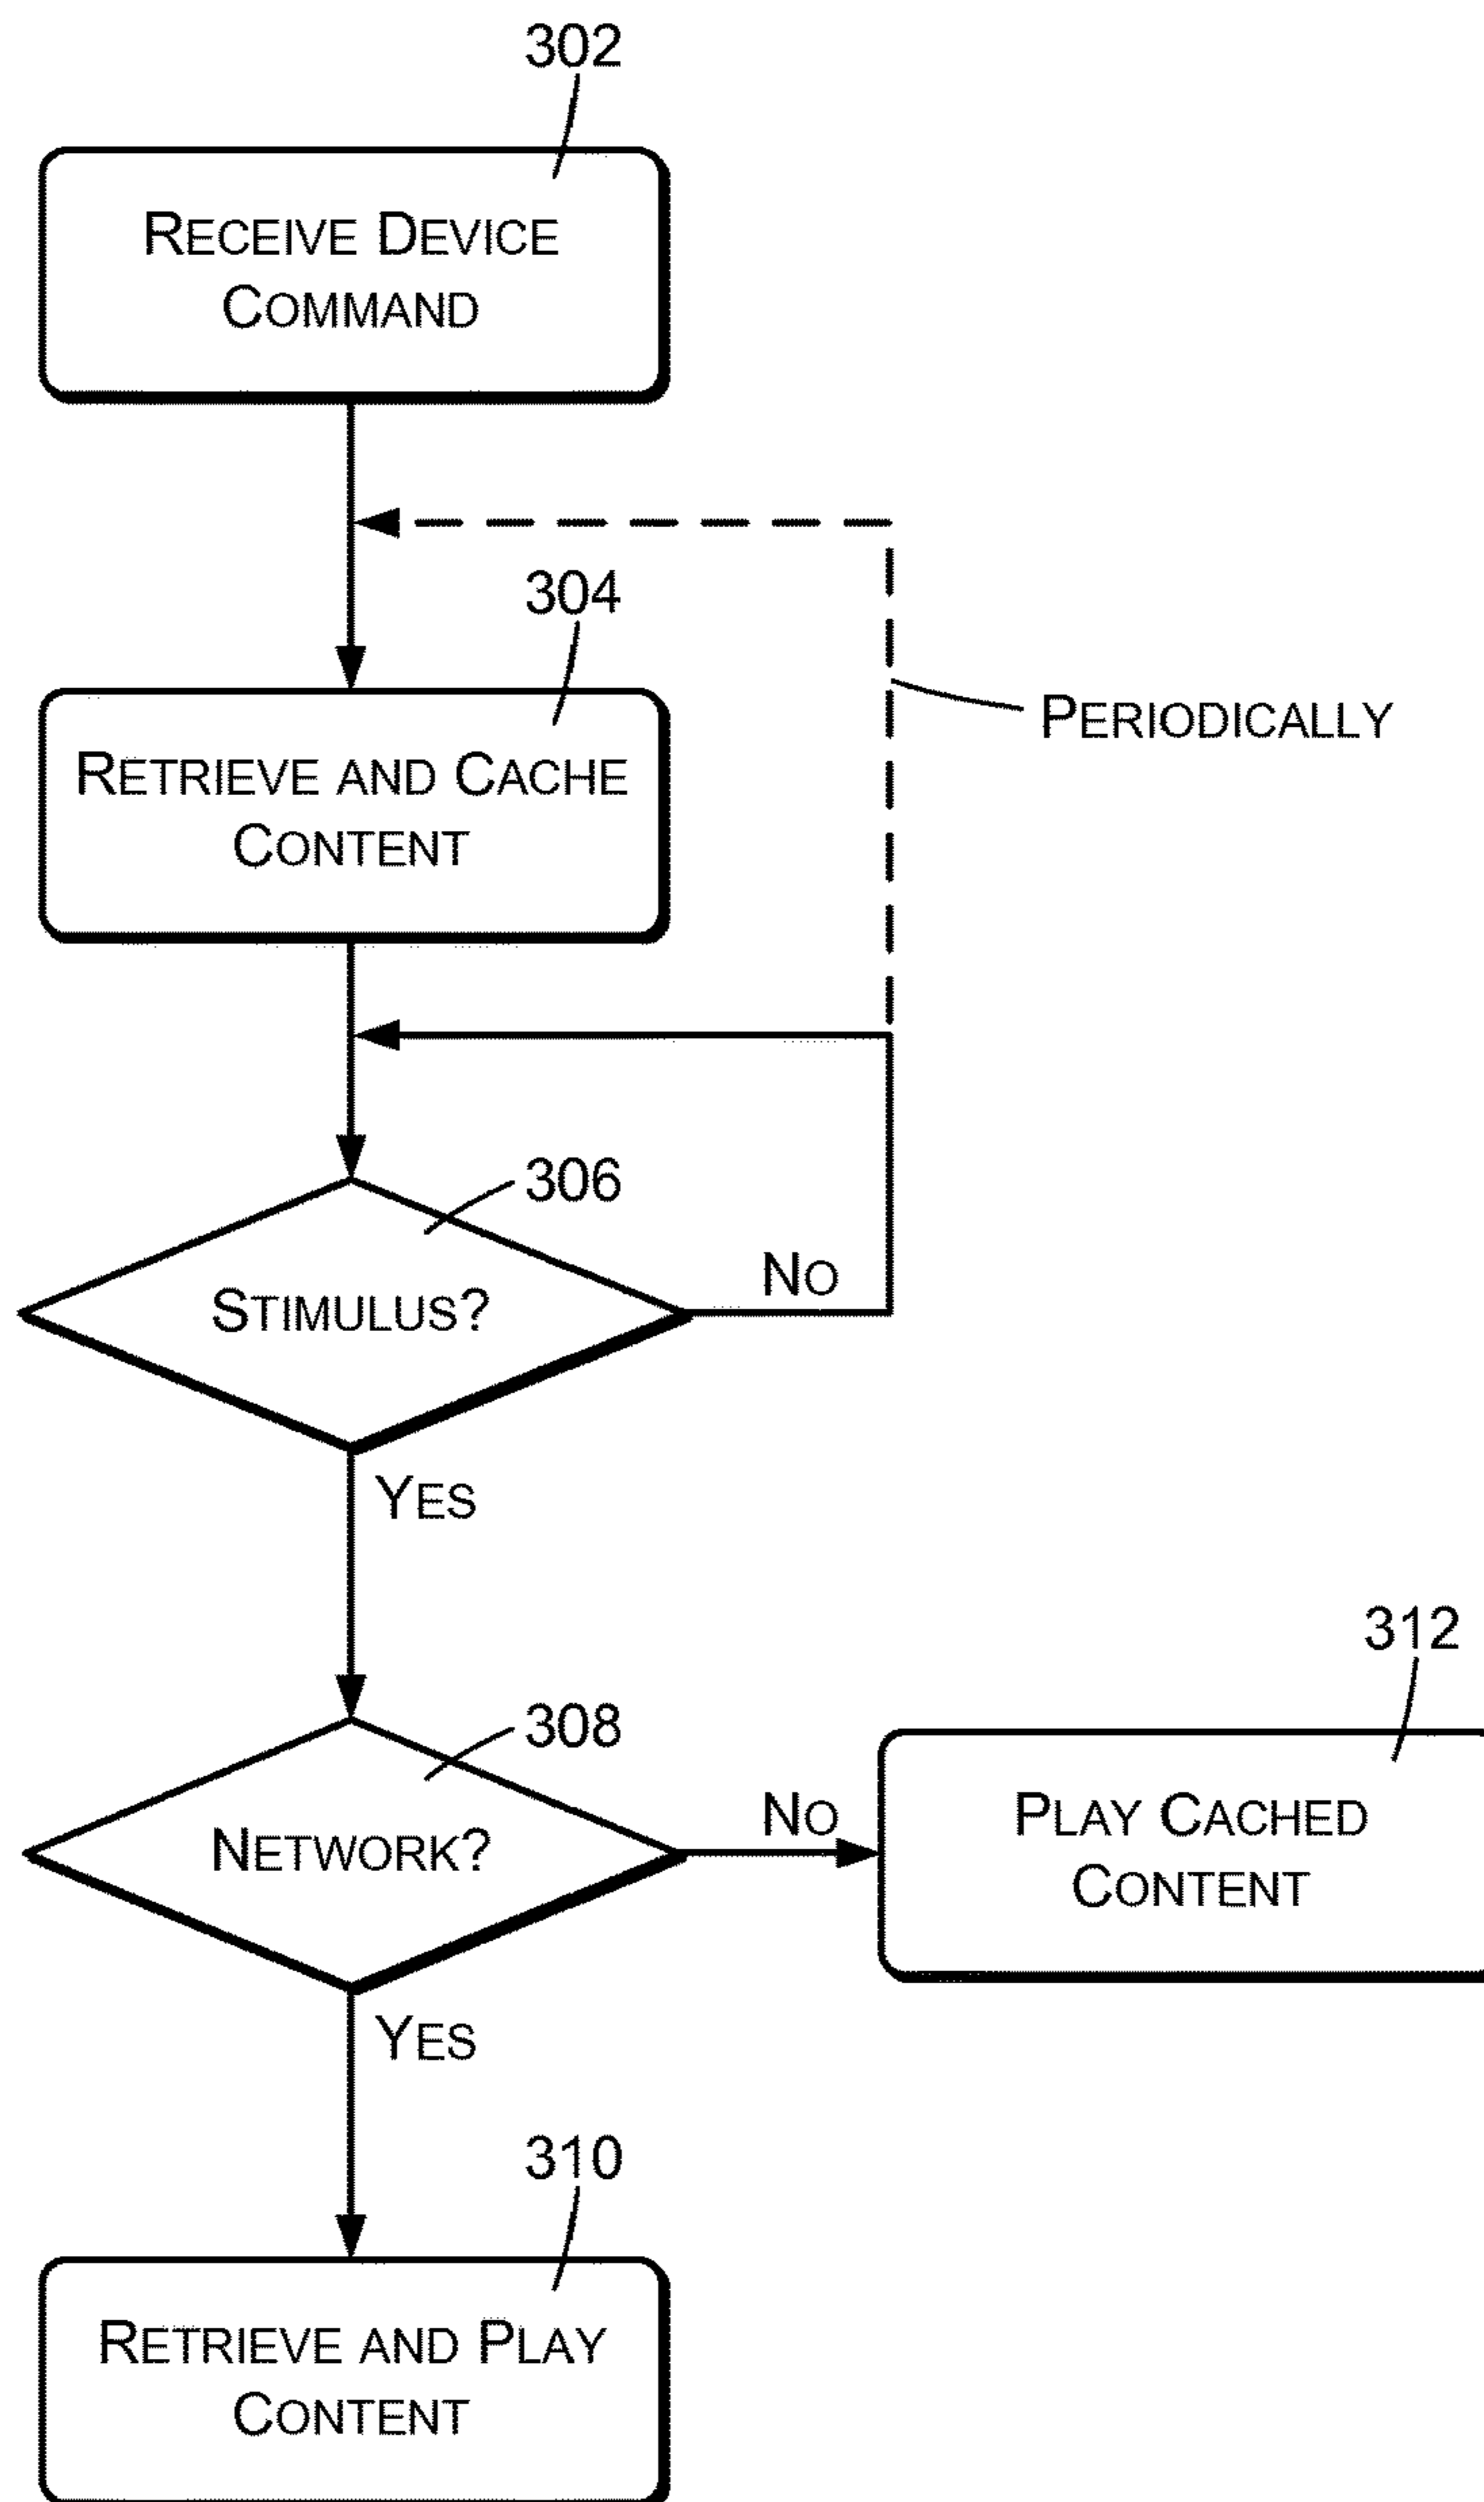 302
RECEIVE DEVICE
COMMAND
304
RETRIEVE AND CACHE
CONTENT
PERIODICALLY
306
STIMULUS?
NO
YES
308
NETWORK?
NO
312
PLAY CACHED
CONTENT
YES
310
RETRIEVE AND PLAY
CONTENT